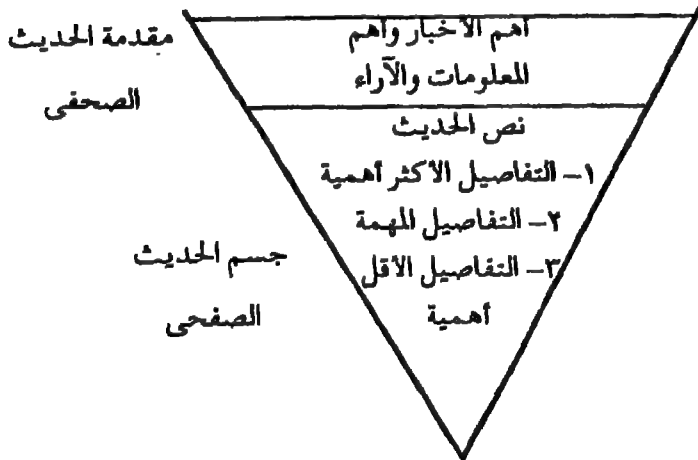 مقدمة الحديث
الصحفى
أهم الأخبار وأهم
المعلومات والآراء
نص الحديث
١- التفاصيل الأكثر أهمية
٢- التفاصيل المهمة
٣- التفاصيل الأقل
أهمية
جسم الحديث
الصفحى